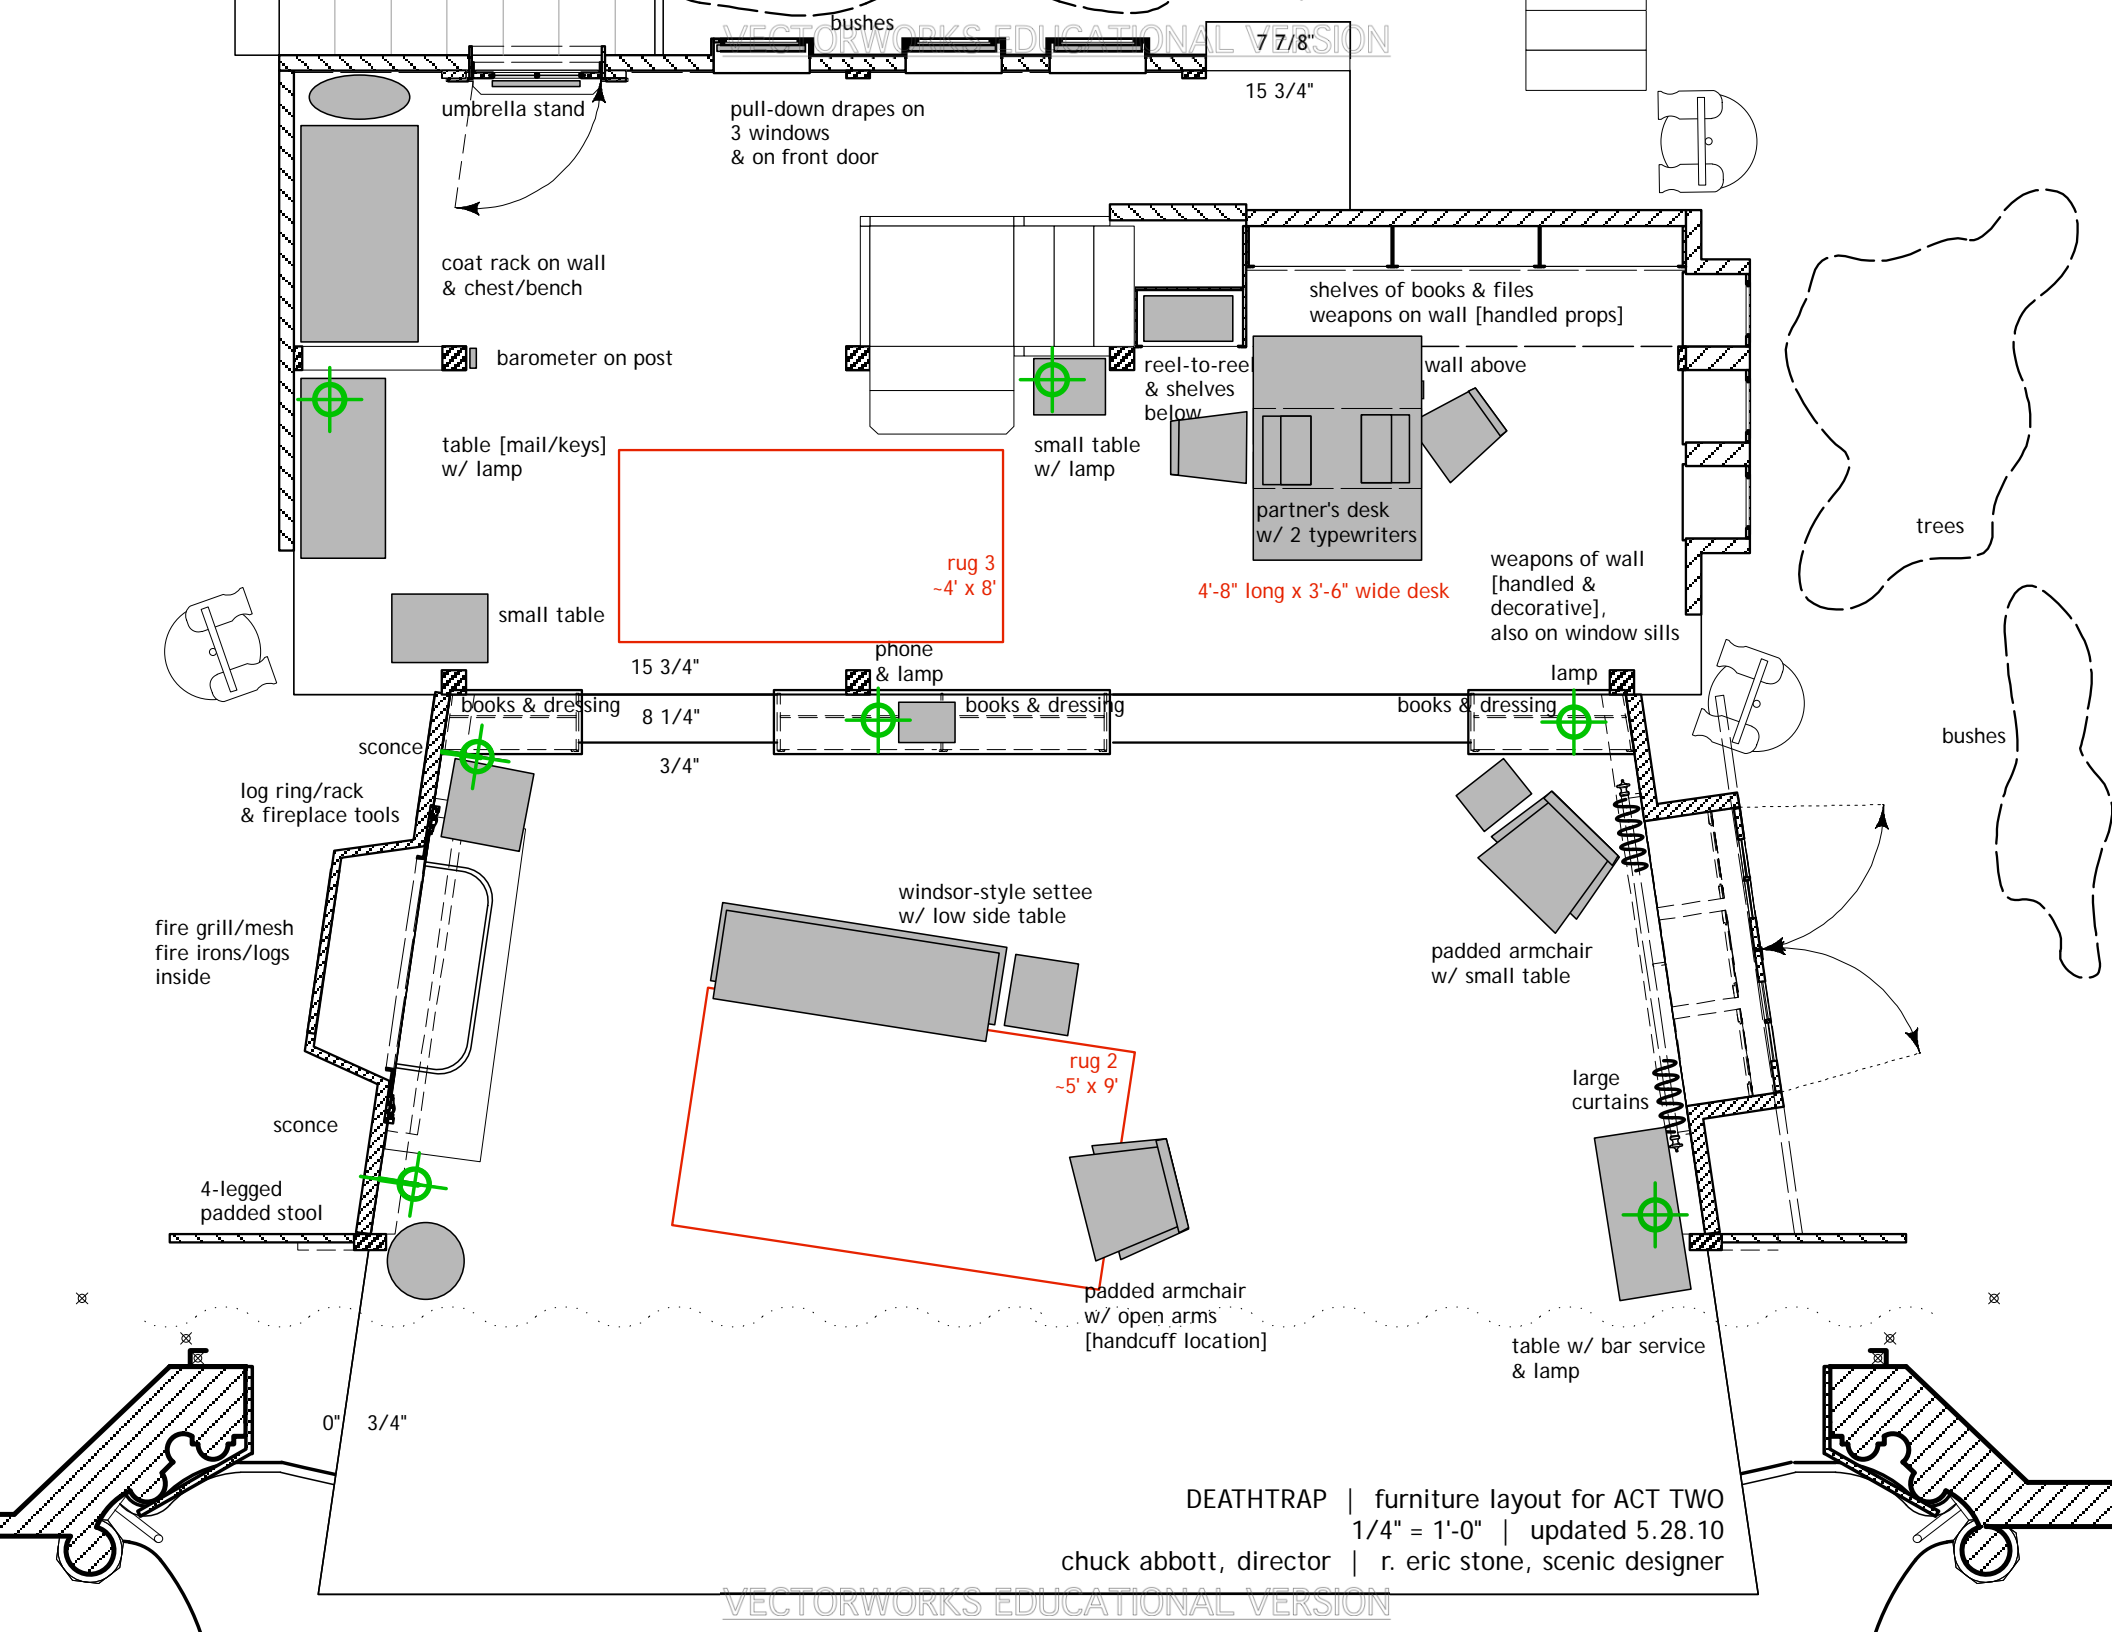 bushes
VECTORWORKS EDUCATIONAL VERSION
7 7/8"
15 3/4"
umbrella stand
pull-down drapes on
3 windows
& on front door
coat rack on wall
& chest/bench
shelves of books & files
weapons on wall [handled props]
barometer on post
reel-to-reel
& shelves
below
wall above
table [mail/keys]
w/ lamp
small table
w/ lamp
partner's desk
w/ 2 typewriters
trees
rug 3
~4' x 8'
4'-8" long x 3'-6" wide desk
weapons of wall
[handled &
decorative],
also on window sills
small table
phone
& lamp
15 3/4"
lamp
books & dressing
8 1/4"
books & dressing
books & dressing
sconce
3/4"
bushes
log ring/rack
& fireplace tools
windsor-style settee
w/ low side table
fire grill/mesh
fire irons/logs
inside
padded armchair
w/ small table
rug 2
~5' x 9'
large
curtains
sconce
4-legged
padded stool
padded armchair
w/ open arms
[handcuff location]
table w/ bar service
& lamp
0"
3/4"
DEATHTRAP | furniture layout for ACT TWO
1/4" = 1'-0" | updated 5.28.10
chuck abbott, director | r. eric stone, scenic designer
VECTORWORKS EDUCATIONAL VERSION